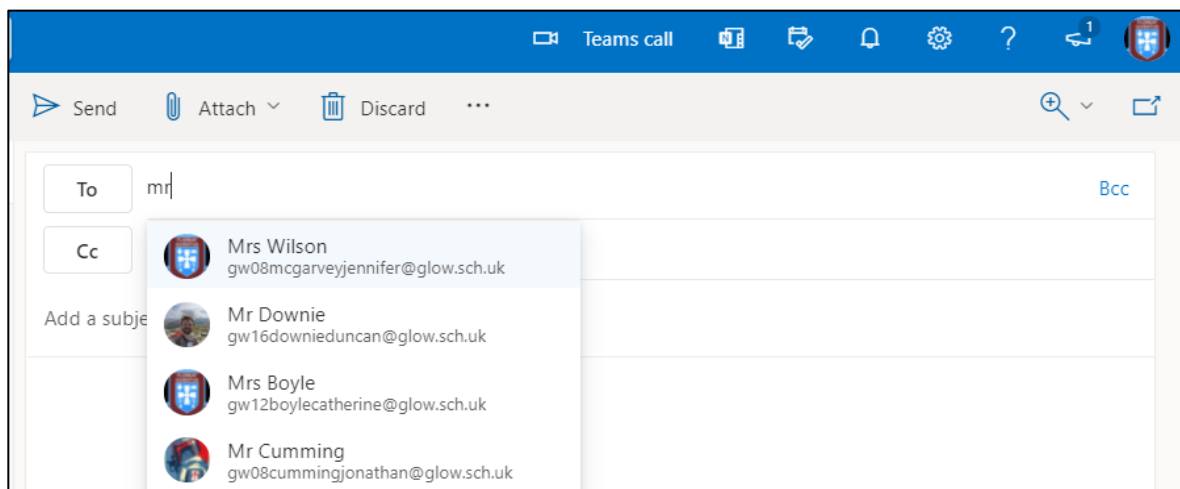 Teams call
1
Send Attach Discard ...
To mr Bcc
Cc Mrs Wilson
gw08mcgarveyjennifer@glow.sch.uk
Add a subje Mr Downie
gw16downieduncan@glow.sch.uk
Mrs Boyle
gw12boylecatherine@glow.sch.uk
Mr Cumming
gw08cummingjonathan@glow.sch.uk